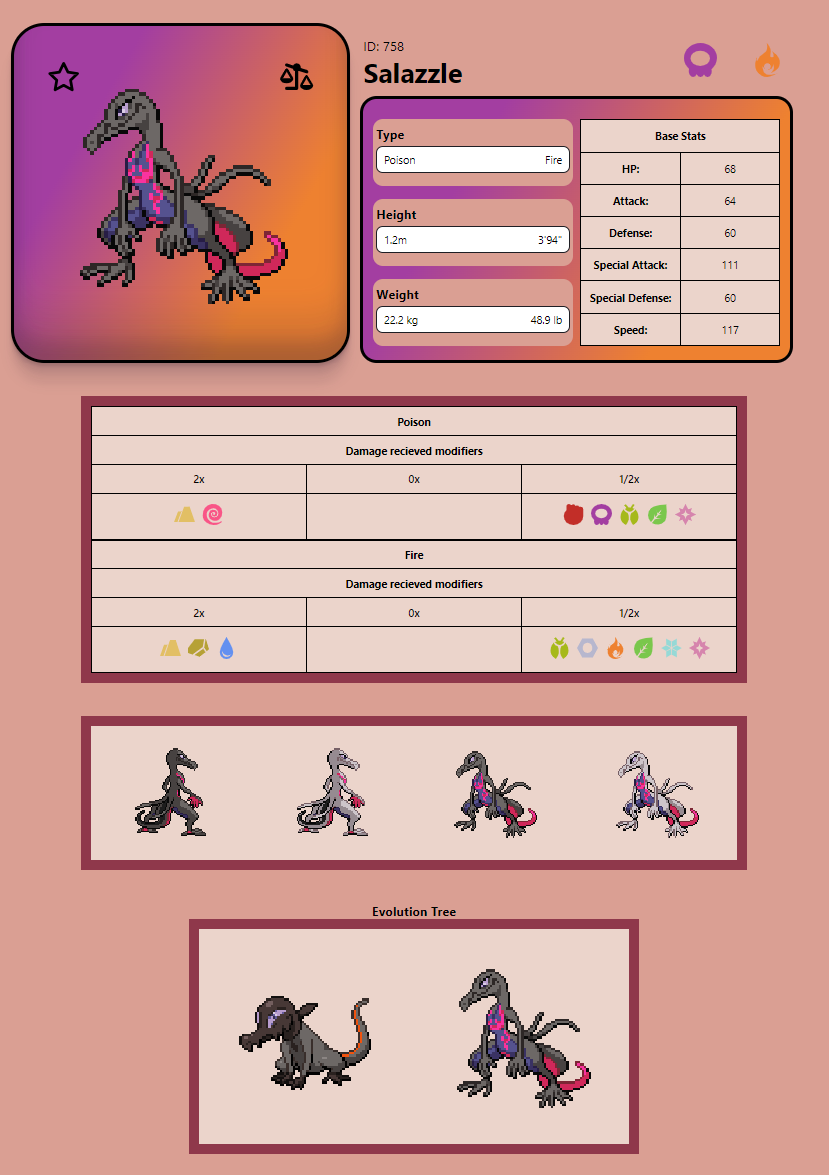 ID: 758
Salazzle
Type
Poison Fire
Height
1.2m 3'94"
Weight
22.2 kg 48.9 lb
Base Stats
HP: 68
Attack: 64
Defense: 60
Special Attack: 111
Special Defense: 60
Speed: 117
Poison
Damage recieved modifiers
2x 0x 1/2x
Fire
Damage recieved modifiers
2x 0x 1/2x
Evolution Tree